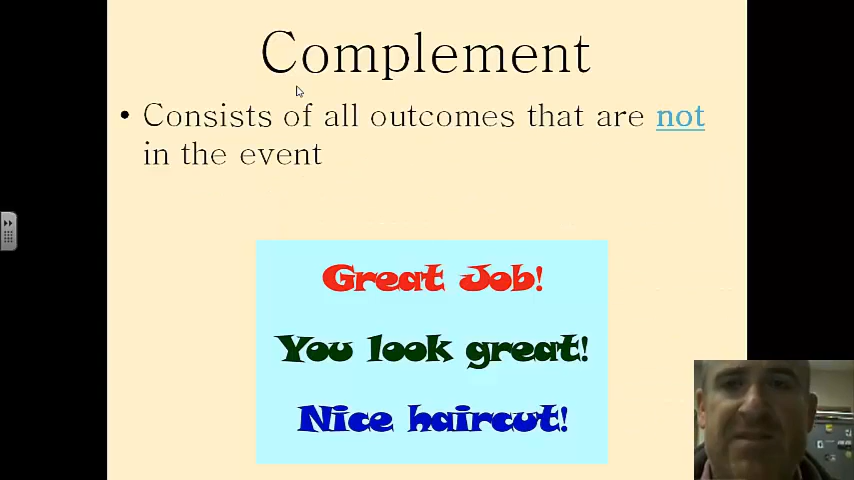 Complement
• Consists of all outcomes that are not
in the event
Great Job!
You look great!
Nice haircut!